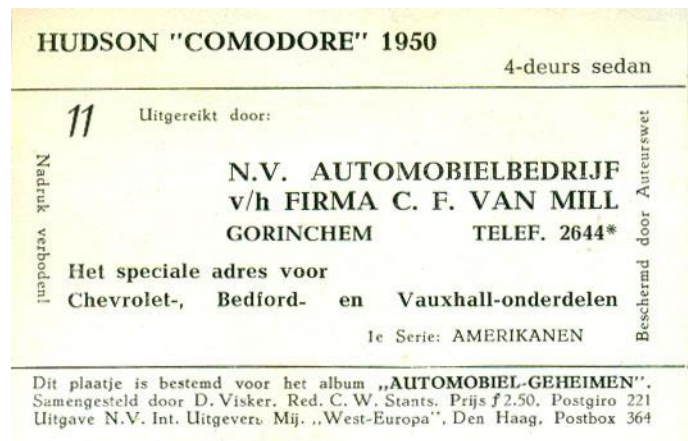 HUDSON "COMODORE" 1950
4-deurs sedan
11
Uitgereikt door:
N.V. AUTOMOBIELBEDRIJF
v/h FIRMA C. F. VAN MILL
GORINCHEM TELEF. 2644*
Het speciale adres voor
Chevrolet-, Bedford- en Vauxhall-onderdelen
1e Serie: AMERIKANEN
Nadruk verboden!
Beschermd door Auteurswet
Dit plaatje is bestemd voor het album „AUTOMOBIEL-GEHEIMEN".
Samengesteld door D. Visker. Red. C. W. Stants. Prijs ƒ 2.50. Postgiro 221
Uitgave N.V. Int. Uitgevers Mij. „West-Europa", Den Haag, Postbox 364